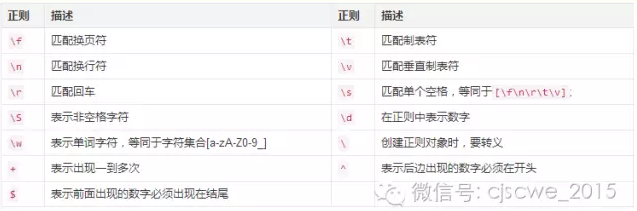 正则 描述 正则 描述
\f 匹配换页符 \t 匹配制表符
\n 匹配换行符 \v 匹配垂直制表符
\r 匹配回车 \s 匹配单个空格，等同于[\f\n\r\t\v];
\S 表示非空格字符 \d 在正则中表示数字
\w 表示单词字符，等同于字符集合[a-zA-Z0-9_] \ 创建正则对象时，要转义
+ 表示出现一到多次 ^ 表示后边出现的数字必须在开头
$ 表示前面出现的数字必须出现在结尾
微信号: cjscwe_2015